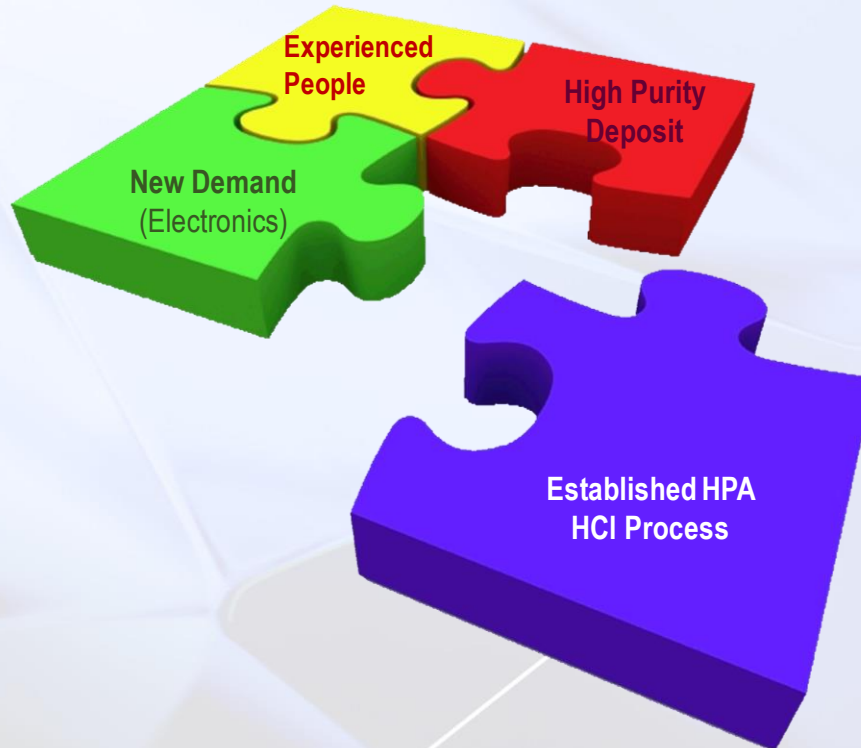 Experienced
People
High Purity
Deposit
New Demand
(Electronics)
Established HPA
HCl Process